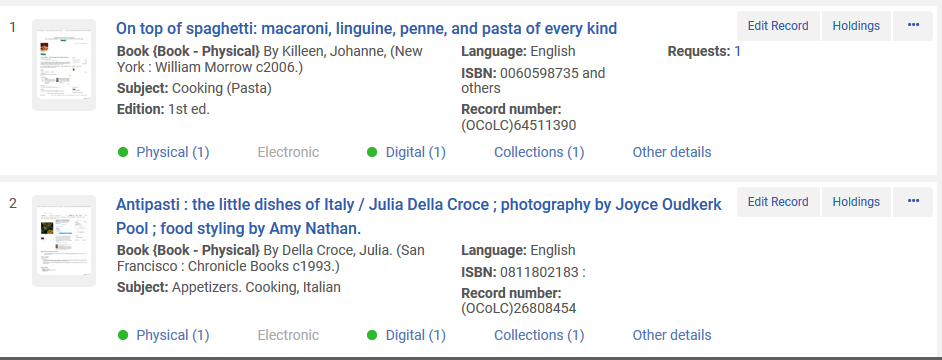 1
On top of spaghetti: macaroni, linguine, penne, and pasta of every kind
Edit Record Holdings ...
Book {Book - Physical} By Killeen, Johanne, (New
York : William Morrow c2006.)
Subject: Cooking (Pasta)
Edition: 1st ed.
Language: English
ISBN: 0060598735 and
others
Record number:
(OCoLC)64511390
Requests: 1
Physical (1) Electronic Digital (1) Collections (1) Other details
2
Antipasti : the little dishes of Italy / Julia Della Croce ; photography by Joyce Oudkerk
Pool ; food styling by Amy Nathan.
Edit Record Holdings ...
Book {Book - Physical} By Della Croce, Julia. (San
Francisco : Chronicle Books c1993.)
Subject: Appetizers. Cooking, Italian
Language: English
ISBN: 0811802183 :
Record number:
(OCoLC)26808454
Physical (1) Electronic Digital (1) Collections (1) Other details